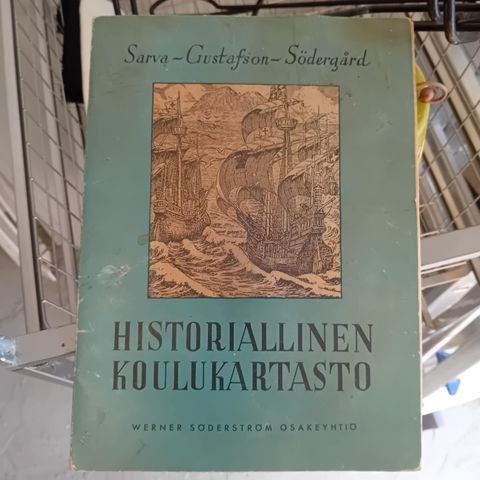 Sarva – Gustafson – Södergård
HISTORIALLINEN
KOULUKARTASTO
WERNER SÖDERSTRÖM OSAKEYHTIÖ